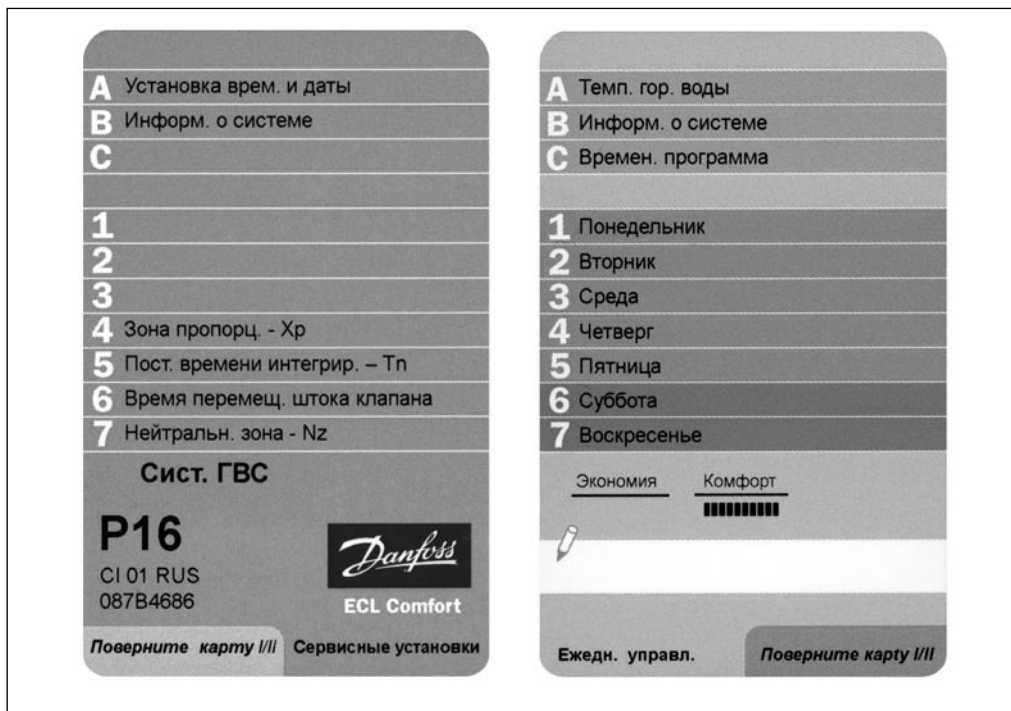 A Установка врем. и даты
B Информ. о системе
C
1
2
3
4 Зона пропорц. - Xp
5 Пост. времени интегрир. – Tn
6 Время перемещ. штока клапана
7 Нейтральн. зона - Nz
Сист. ГВС
P16
CI 01 RUS
087B4686
Danfoss
ECL Comfort
Поверните карту I/II
Сервисные установки
A Темп. гор. воды
B Информ. о системе
C Времен. программа
1 Понедельник
2 Вторник
3 Среда
4 Четверг
5 Пятница
6 Суббота
7 Воскресенье
Экономия Комфорт
Ежедн. управл.
Поверните карty I/II